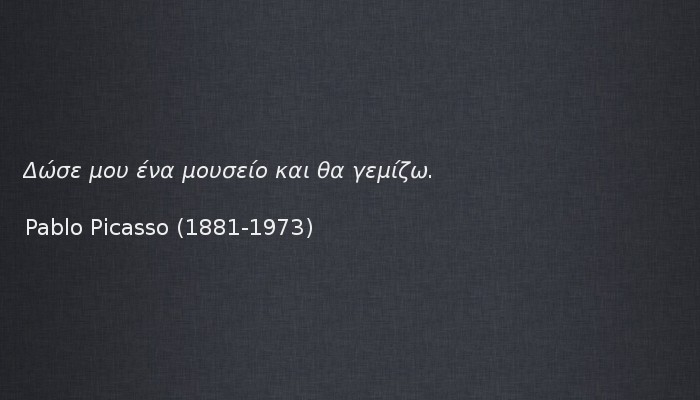 Δώσε μου ένα μουσείο και θα γεμίζω.
Pablo Picasso (1881-1973)